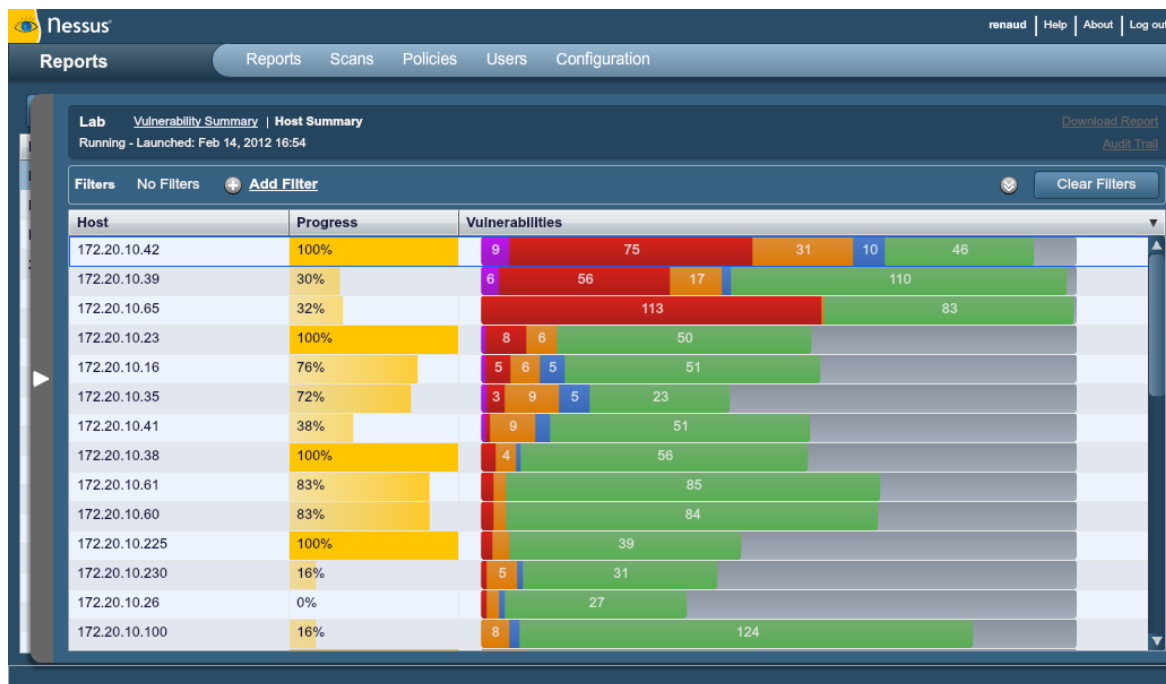 Nessus
renaud | Help | About | Log out
Reports
Reports Scans Policies Users Configuration
Lab Vulnerability Summary | Host Summary
Download Report
Running - Launched: Feb 14, 2012 16:54
Audit Trail
Filters No Filters Add Filter
Clear Filters
Host Progress Vulnerabilities
172.20.10.42 100% 9 75 31 10 46
172.20.10.39 30% 6 56 17 110
172.20.10.65 32% 113 83
172.20.10.23 100% 8 6 50
172.20.10.16 76% 5 6 5 51
172.20.10.35 72% 3 9 5 23
172.20.10.41 38% 9 51
172.20.10.38 100% 4 56
172.20.10.61 83% 85
172.20.10.60 83% 84
172.20.10.225 100% 39
172.20.10.230 16% 5 31
172.20.10.26 0% 27
172.20.10.100 16% 8 124